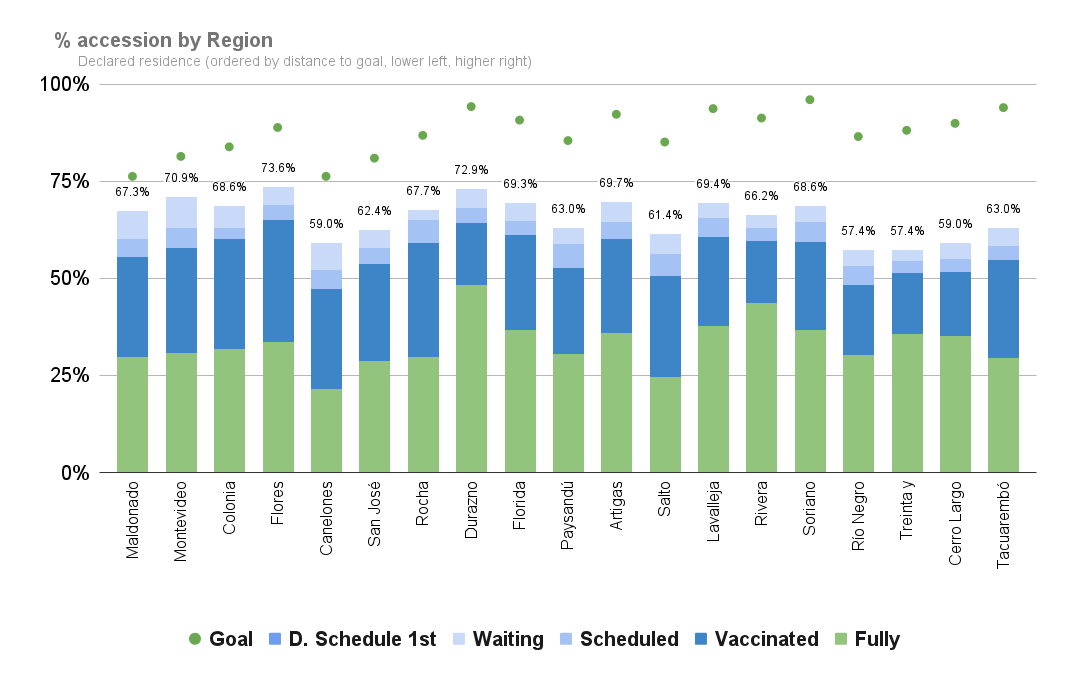 % accession by Region
Declared residence (ordered by distance to goal, lower left, higher right)
100%
75%
50%
25%
0%
67.3%
70.9%
68.6%
73.6%
59.0%
62.4%
67.7%
72.9%
69.3%
63.0%
69.7%
61.4%
69.4%
66.2%
68.6%
57.4%
57.4%
59.0%
63.0%
Maldonado
Montevideo
Colonia
Flores
Canelones
San José
Rocha
Durazno
Florida
Paysandú
Artigas
Salto
Lavalleja
Rivera
Soriano
Río Negro
Treinta y
Cerro Largo
Tacuarembó
Goal
D. Schedule 1st
Waiting
Scheduled
Vaccinated
Fully